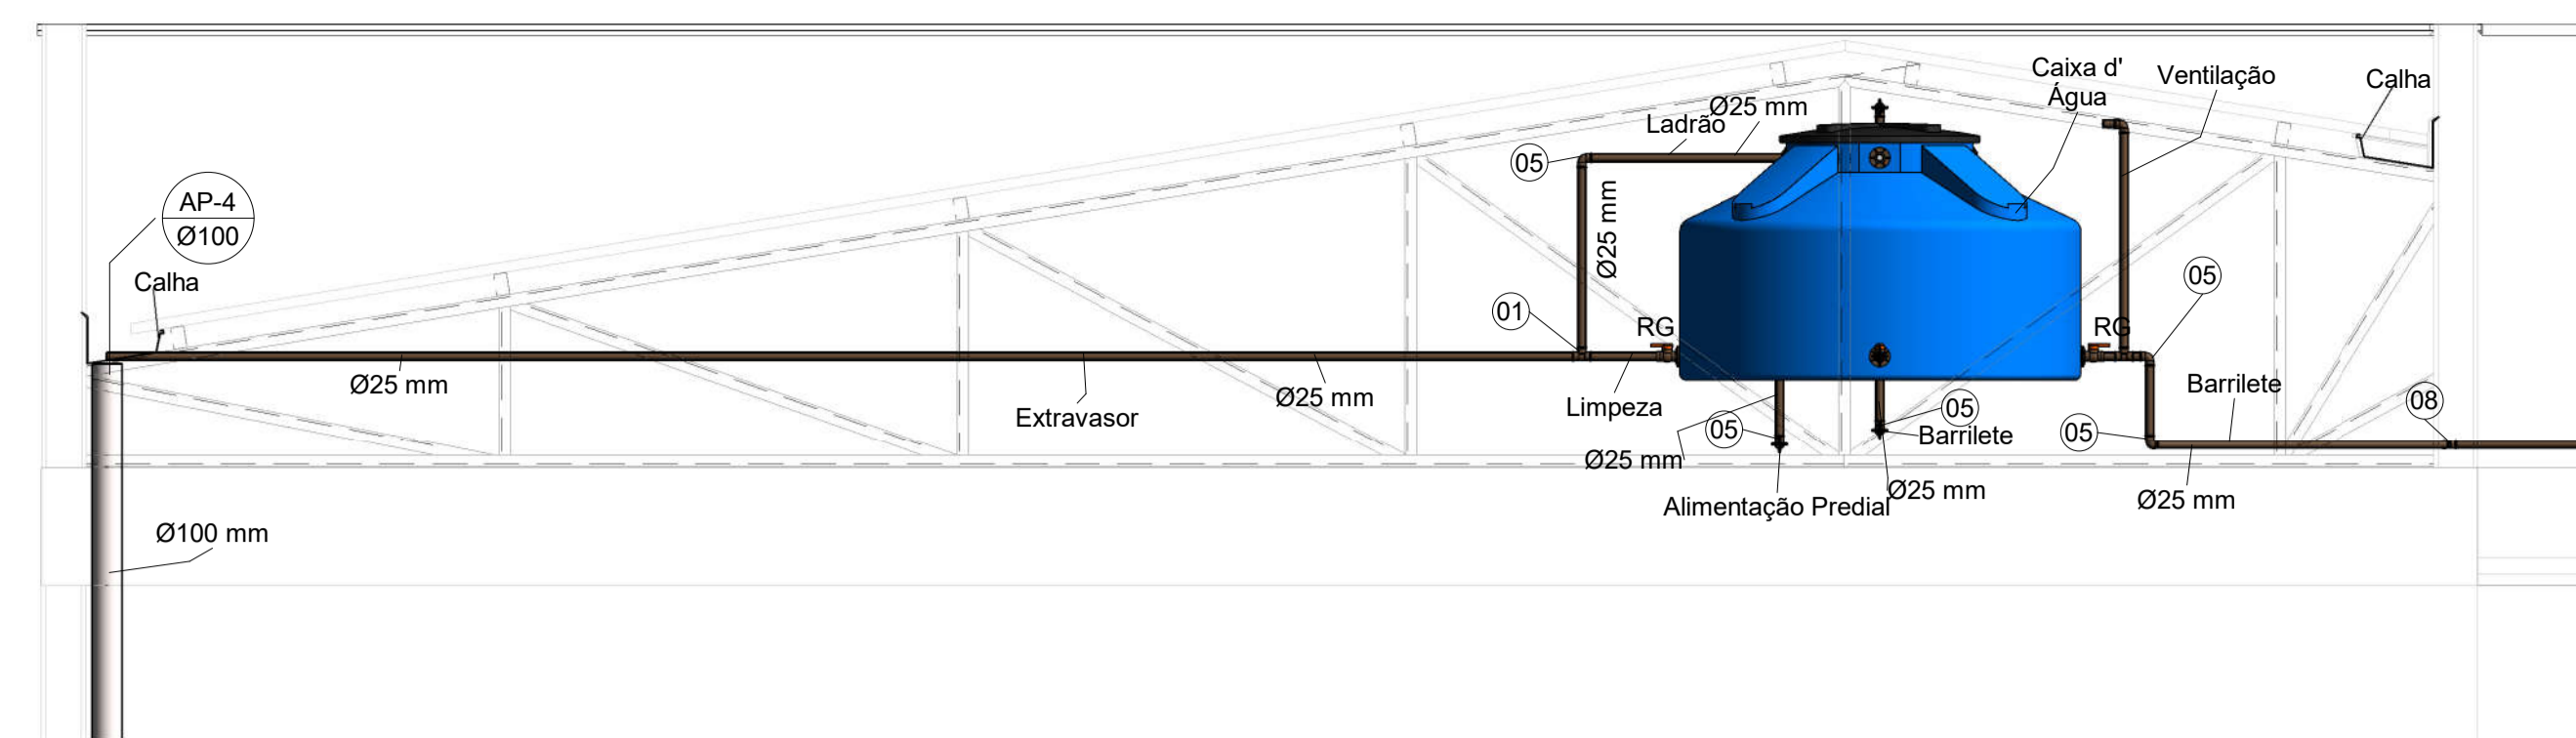 Caixa d'
Água
Ventilação
Calha
Ø25 mm
Ladrão
05
AP-4
Ø100
Ø25 mm
Calha
05
01
RG
RG
Ø25 mm
Extravasor
Ø25 mm
Limpeza
Barrilete
08
05
05
Barrilete
05
Ø25 mm
Ø25 mm
Ø25 mm
Alimentação Predial
Ø100 mm